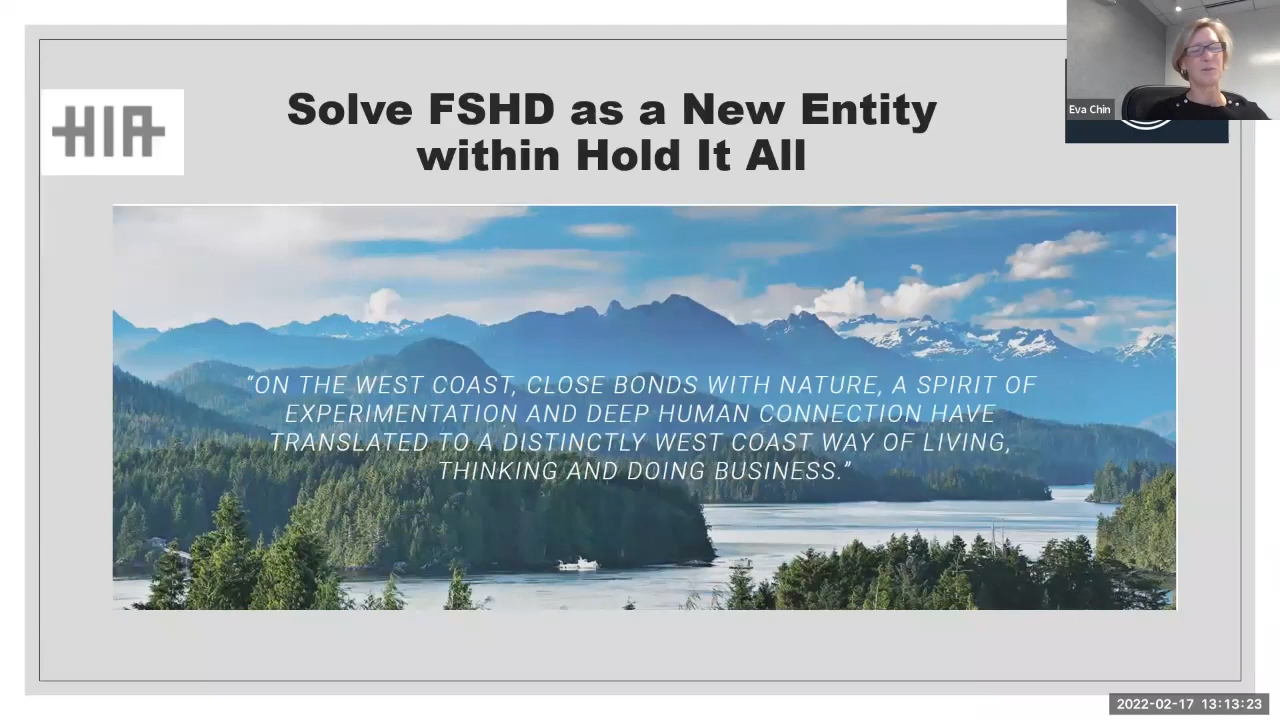 HIA
Solve FSHD as a New Entity
within Hold It All
Eva Chin
“ON THE WEST COAST, CLOSE BONDS WITH NATURE, A SPIRIT OF
EXPERIMENTATION AND DEEP HUMAN CONNECTION HAVE
TRANSLATED TO A DISTINCTLY WEST COAST WAY OF LIVING,
THINKING AND DOING BUSINESS.”
2022-02-17 13:13:23